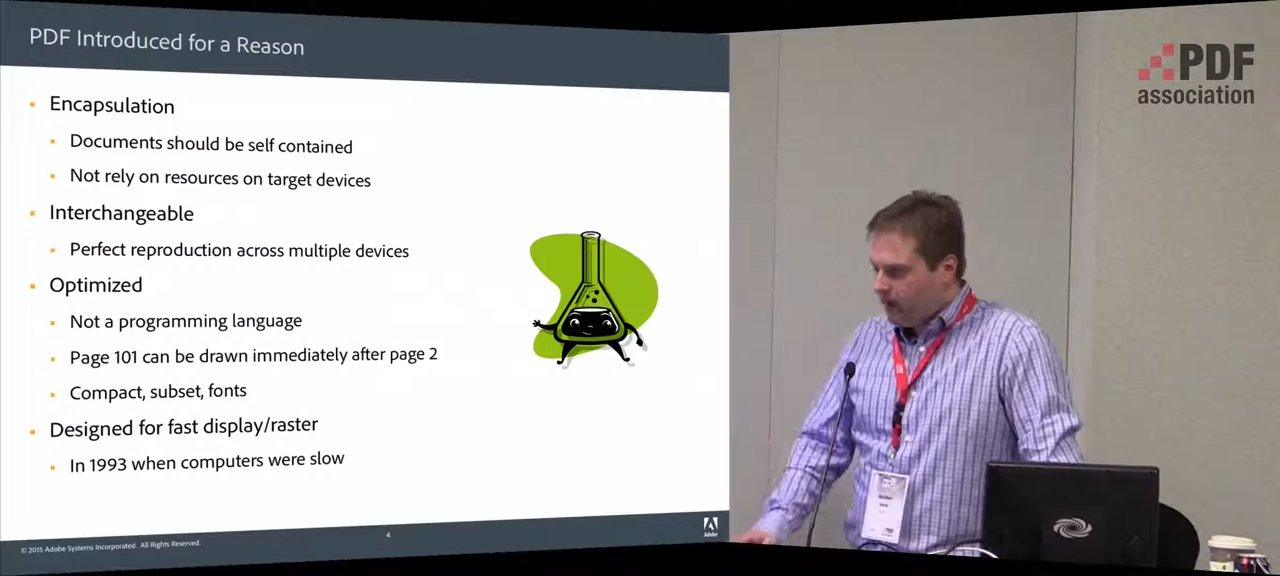 PDF Introduced for a Reason
Encapsulation
Documents should be self contained
Not rely on resources on target devices
Interchangeable
Perfect reproduction across multiple devices
Optimized
Not a programming language
Page 101 can be drawn immediately after page 2
Compact, subset, fonts
Designed for fast display/raster
In 1993 when computers were slow
© 2015 Adobe Systems Incorporated. All Rights Reserved.
4
Adobe
PDF
association